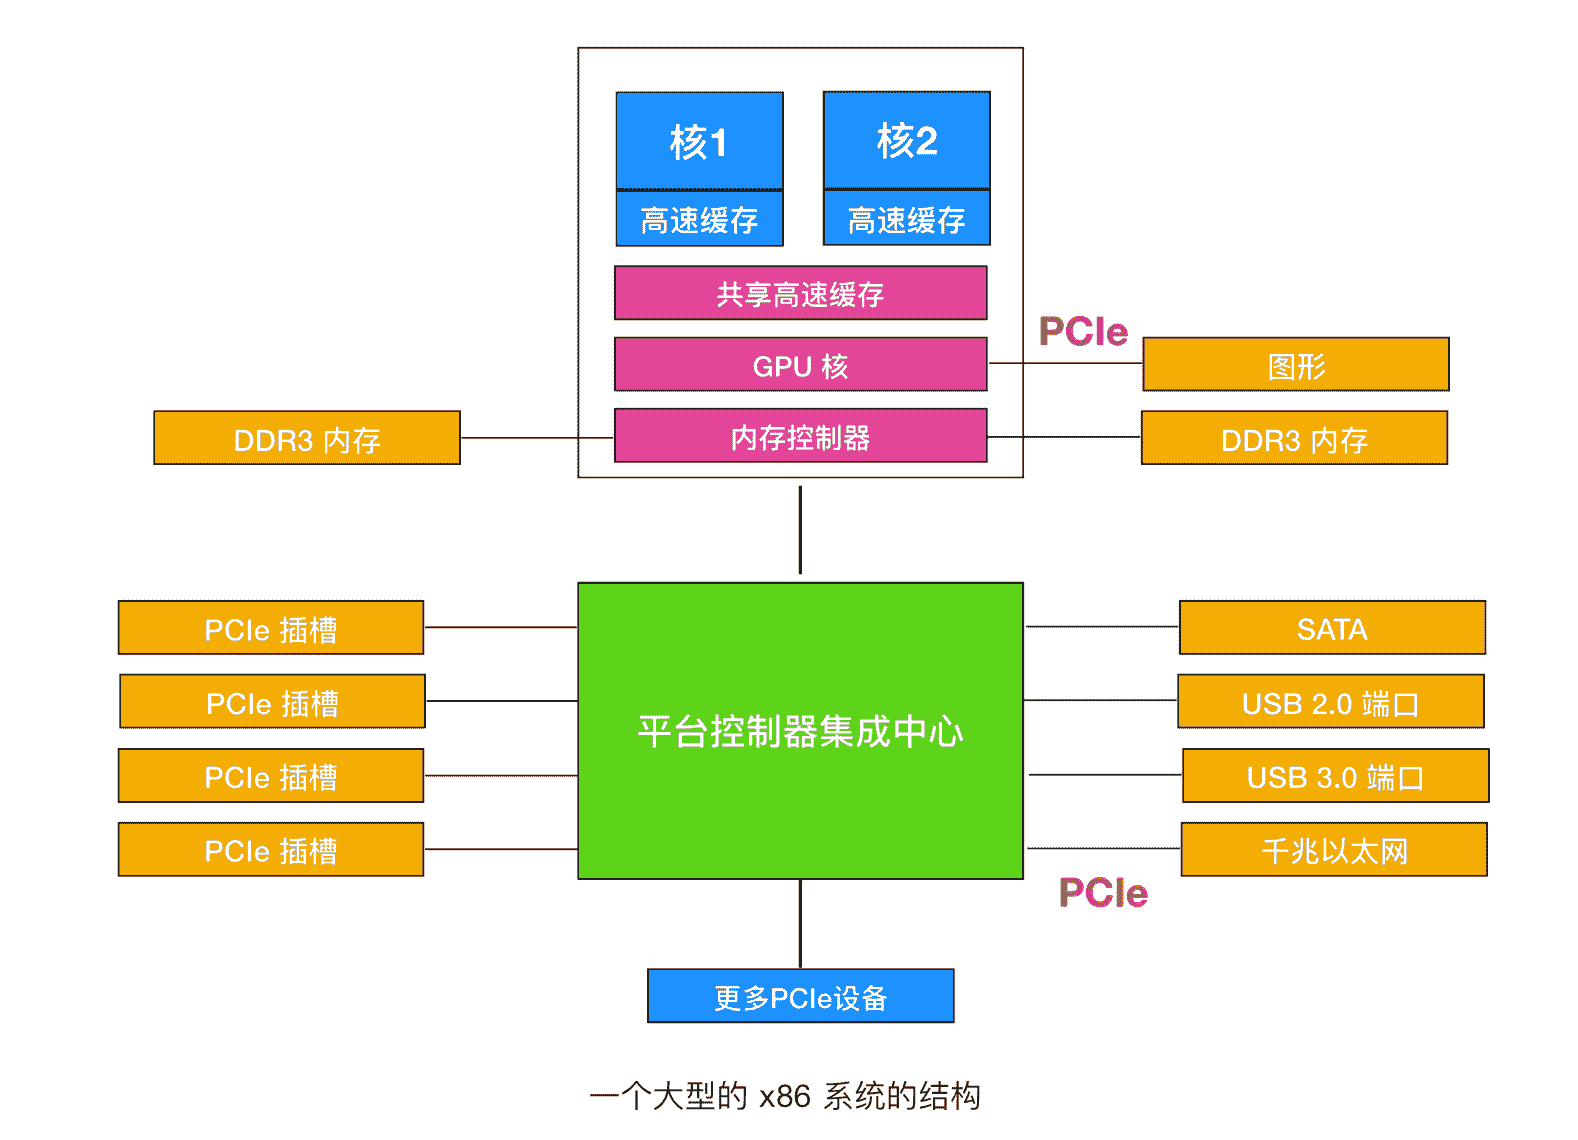 核1
核2
高速缓存
高速缓存
共享高速缓存
PCIe
GPU 核
图形
DDR3 内存
内存控制器
DDR3 内存
PCIe 插槽
SATA
PCIe 插槽
USB 2.0 端口
平台控制器集成中心
PCIe 插槽
USB 3.0 端口
PCIe 插槽
千兆以太网
PCIe
更多PCIe设备
一个大型的 x86 系统的结构